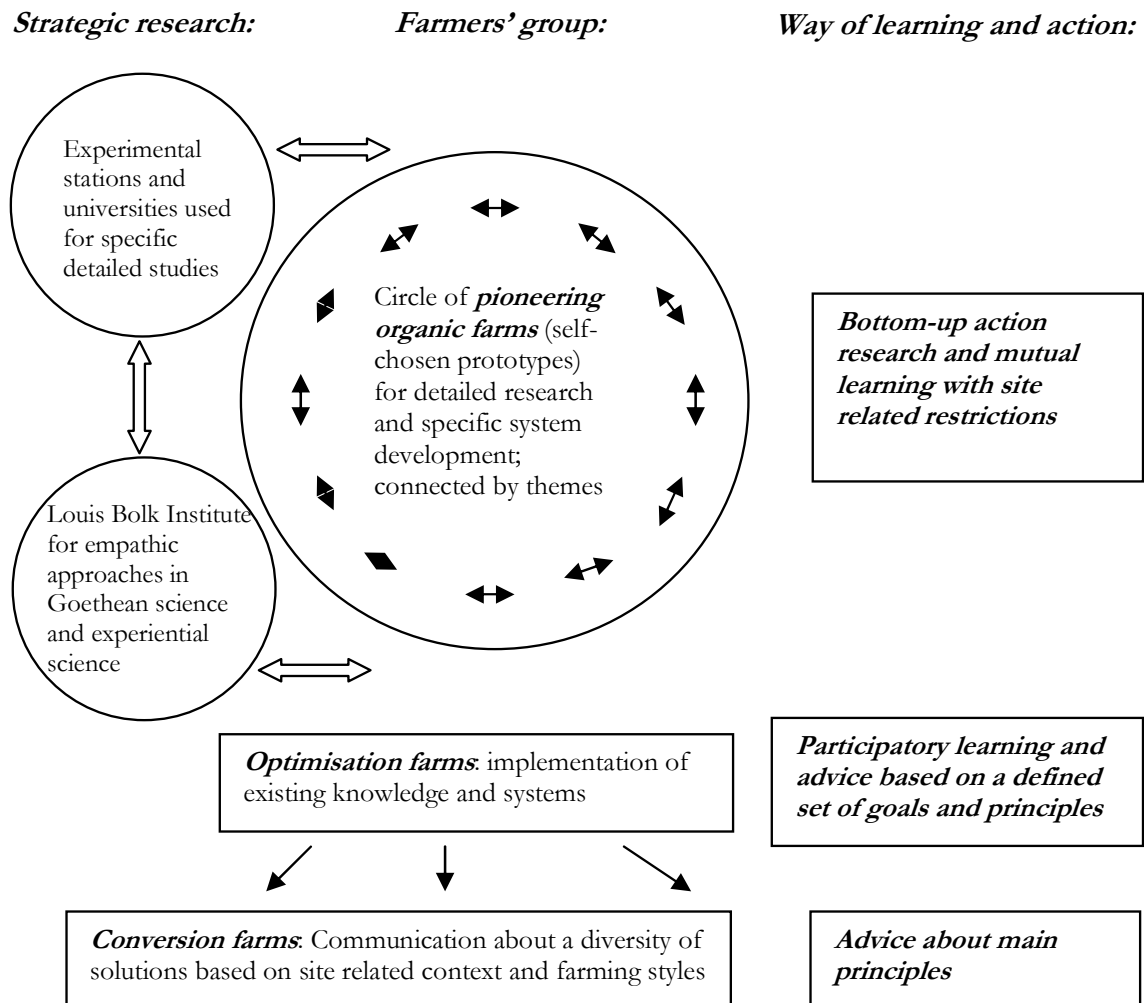 Strategic research:
Farmers' group:
Way of learning and action:
Experimental
stations and
universities used
for specific
detailed studies
Circle of pioneering
organic farms (self-
chosen prototypes)
for detailed research
and specific system
development;
connected by themes
Bottom-up action
research and mutual
learning with site
related restrictions
Louis Bolk Institute
for empathic
approaches in
Goethean science
and experiential
science
Optimisation farms: implementation of
existing knowledge and systems
Participatory learning and
advice based on a defined
set of goals and principles
Conversion farms: Communication about a diversity of
solutions based on site related context and farming styles
Advice about main
principles